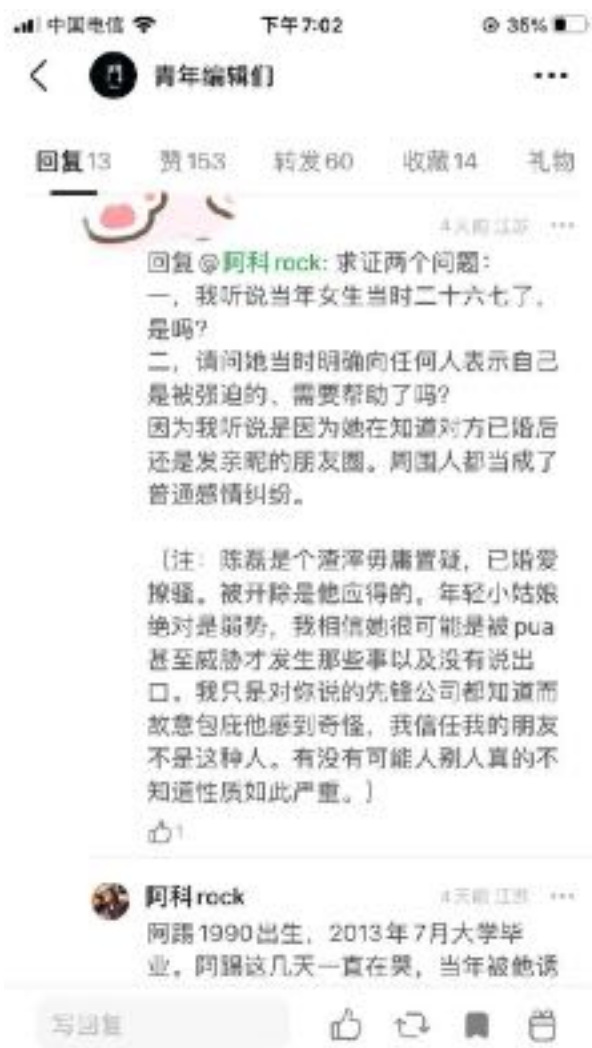 中国电信 下午7:02 36%
青年编辑们
回复13 赞153 转发60 收藏14 礼物
4天前 江苏
回复@阿科rock: 求证两个问题:
一，我听说当年女生当时二十六七了，
是吗?
二，请问她当时明确向任何人表示自己
是被强迫的、需要帮助了吗?
因为我听说是因为她在知道对方已婚后
还是发亲昵的朋友圈。周围人都当成了
普通感情纠纷。
（注：陈磊是个渣滓毋庸置疑，已婚爱
撩骚。被开除是他应得的。年轻小姑娘
绝对是弱势，我相信她很可能是被pua
甚至威胁才发生那些事以及没有说出
口。我只是对你说的先锋公司都知道而
故意包庇他感到奇怪，我信任我的朋友
不是这种人。有没有可能人别人真的不
知道性质如此严重。）
1
阿科rock 4天前 江苏
阿踢1990出生，2013年7月大学毕
业。阿踢这几天一直在哭，当年被他诱
写回复